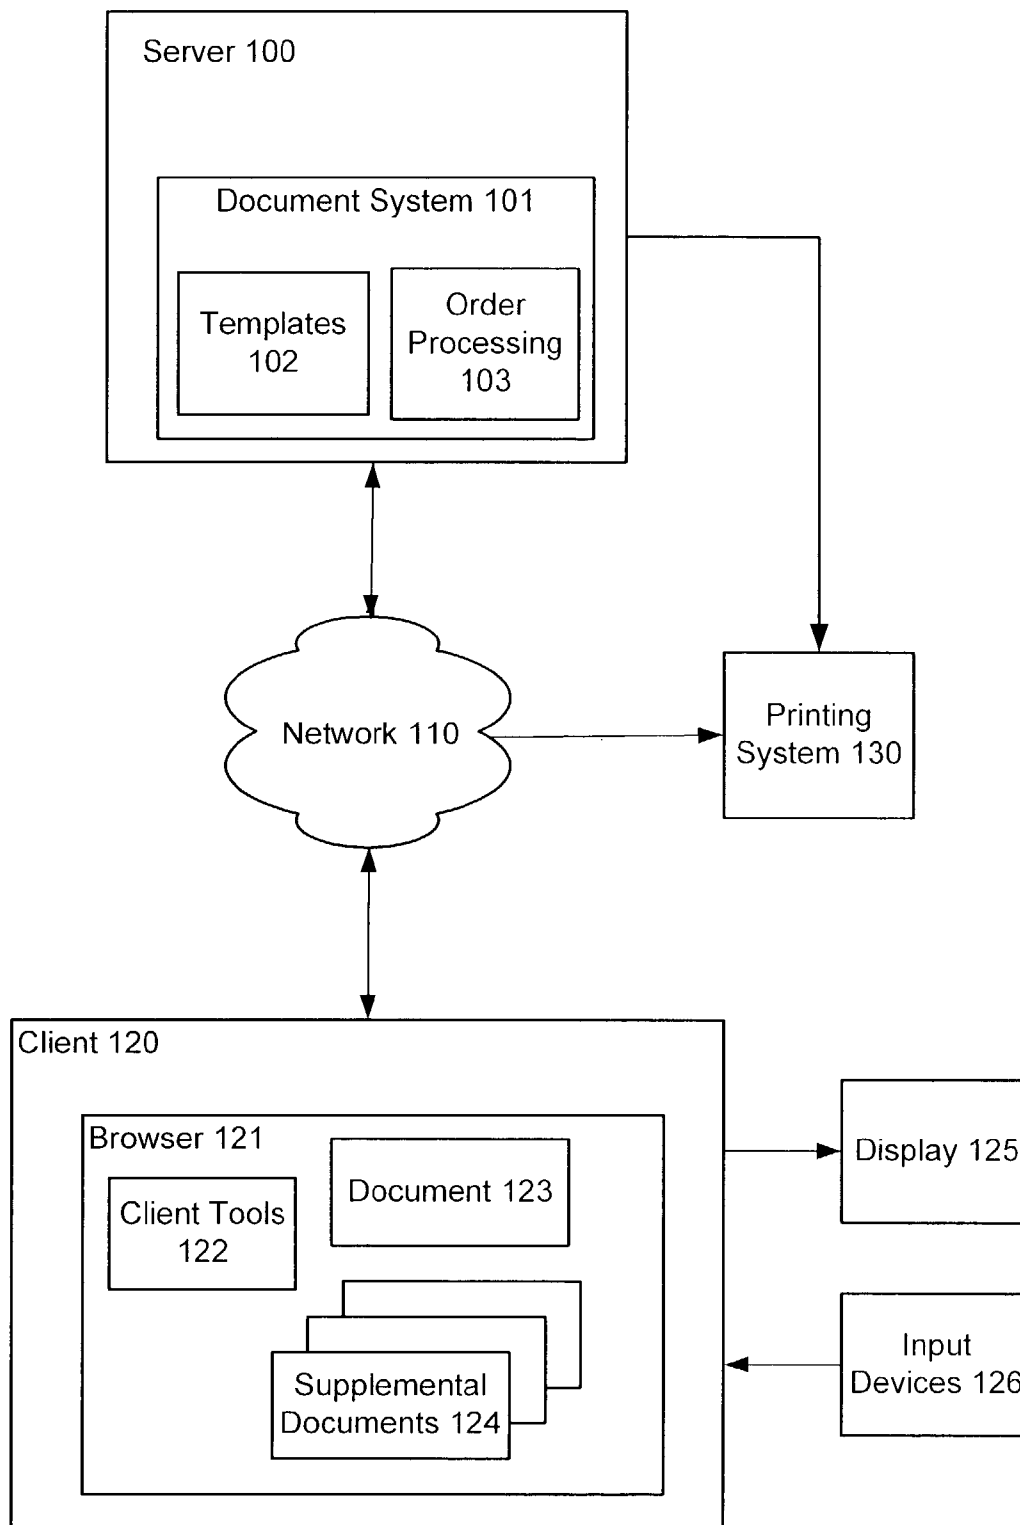 Server 100
Document System 101
Templates
102
Order
Processing
103
Network 110
Printing
System 130
Client 120
Browser 121
Client Tools
122
Document 123
Supplemental
Documents 124
Display 125
Input
Devices 126